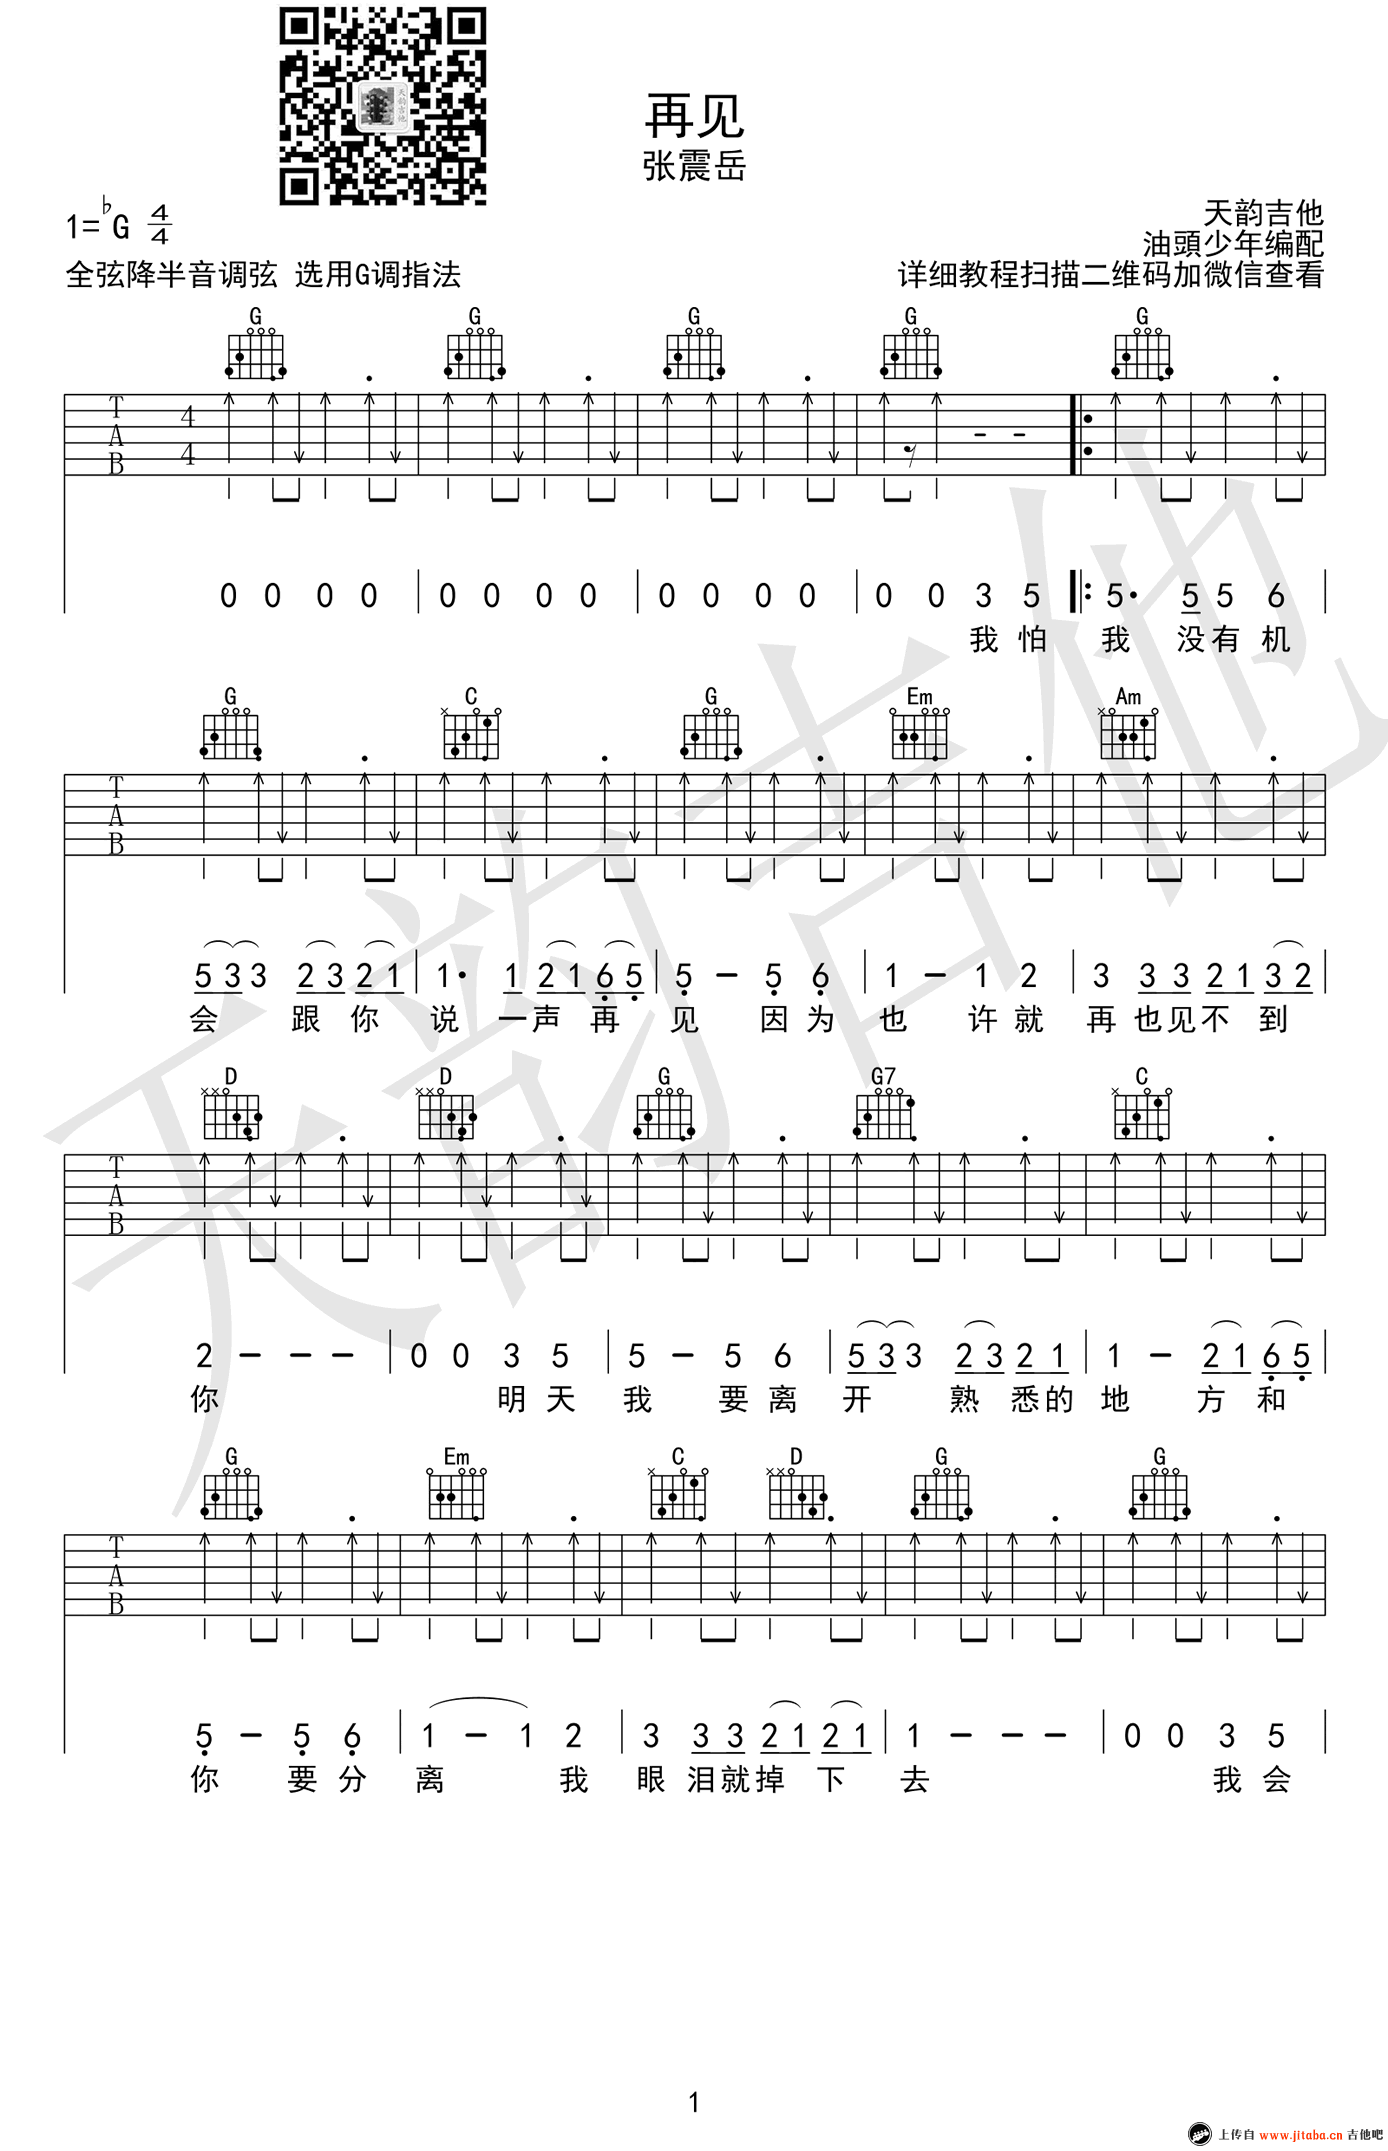 天韵吉他
再见
张震岳
1=♭G 4/4
天韵吉他
油頭少年编配
全弦降半音调弦 选用G调指法
详细教程扫描二维码加微信查看
G G G G G
T A B 4 4
0 0 0 0 0 0 0 0 0 0 0 0 0 0 3 5 5· 5 5 6
我 怕 我 没 有 机
G C G Em Am
T A B
5 3 3 2 3 2 1 1· 1 2 1 6 5 5 - 5 6 1 - 1 2 3 3 3 2 1 3 2
会 跟 你 说 一 声 再 见 因 为 也 许 就 再 也 见 不 到
D D G G7 C
T A B
2 - - - 0 0 3 5 5 - 5 6 5 3 3 2 3 2 1 1 - 2 1 6 5
你 明 天 我 要 离 开 熟 悉 的 地 方 和
G Em C D G G
T A B
5 - 5 6 1 - 1 2 3 3 3 2 1 2 1 1 - - - 0 0 3 5
你 要 分 离 我 眼 泪 就 掉 下 去 我 会
1
上传自 www.jitaba.cn 吉他吧
天韵吉他